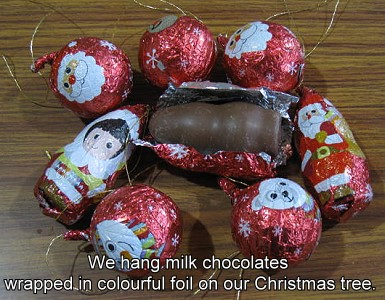 We hang milk chocolates
wrapped in colourful foil on our Christmas tree.